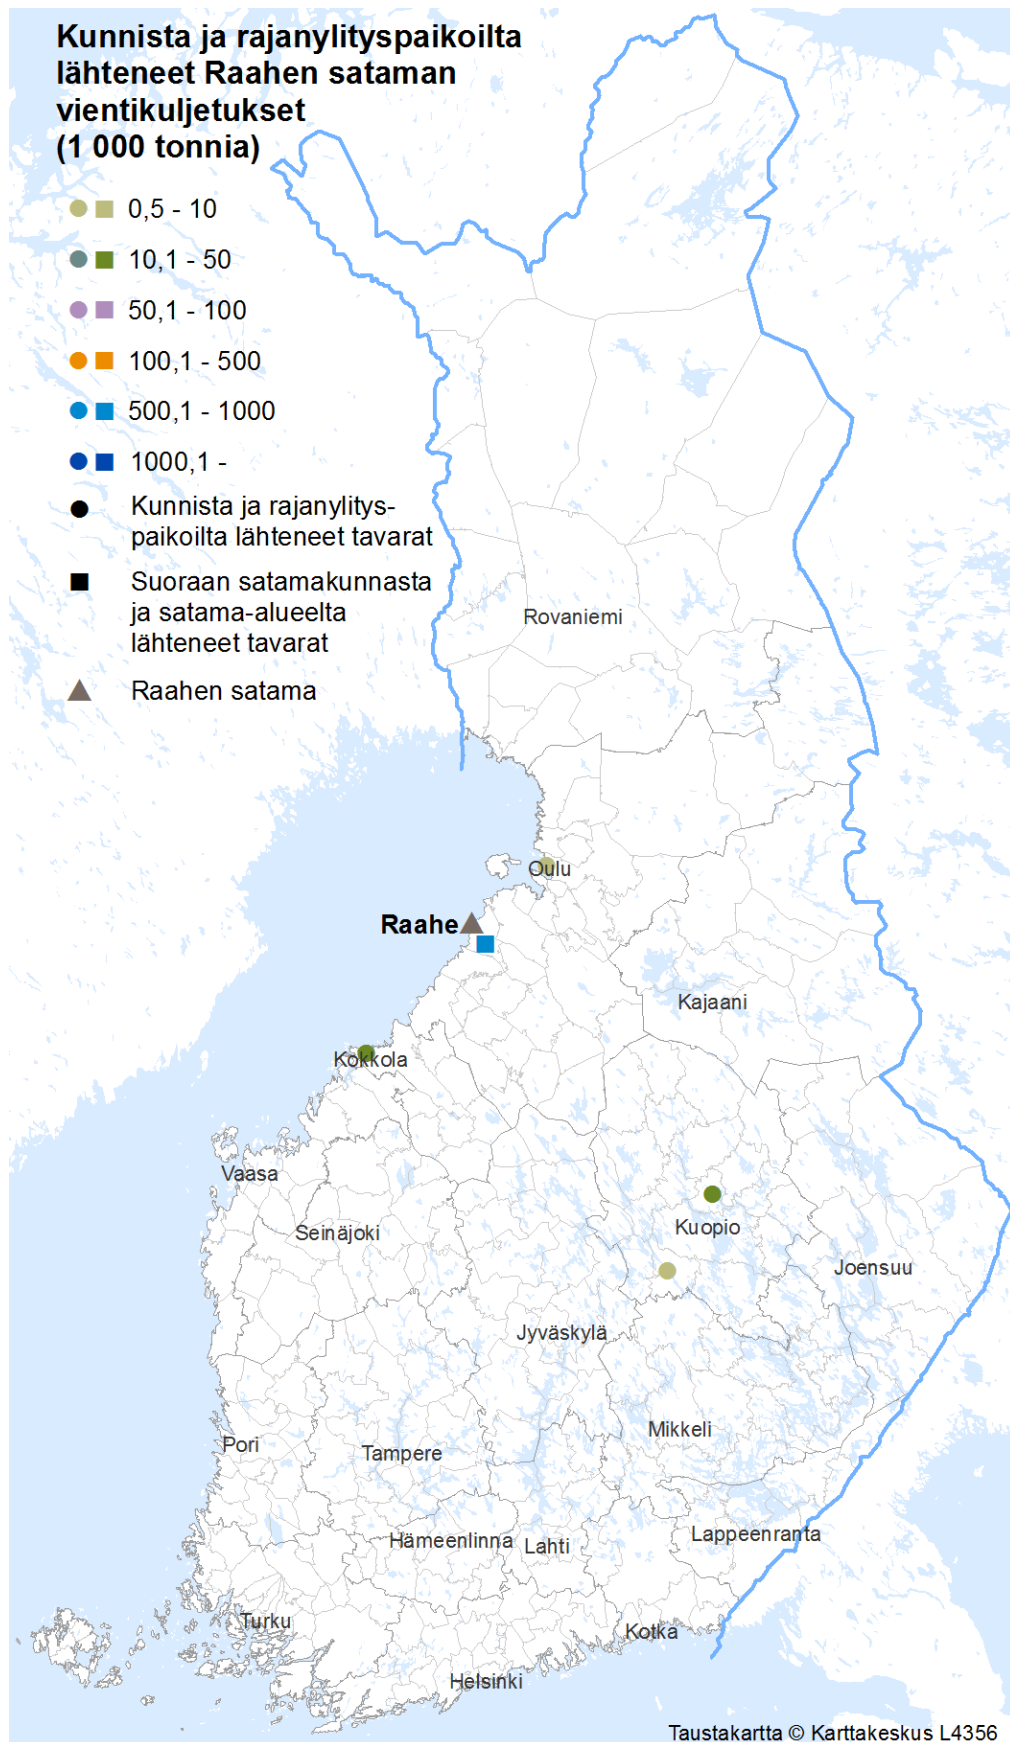 Kunnista ja rajanylityspaikoilta
lähteneet Raahen sataman
vientikuljetukset
(1 000 tonnia)
0,5 - 10
10,1 - 50
50,1 - 100
100,1 - 500
500,1 - 1000
1000,1 -
Kunnista ja rajanylitys-
paikoilta lähteneet tavarat
Suoraan satamakunnasta
ja satama-alueelta
lähteneet tavarat
Raahen satama
Rovaniemi
Oulu
Raahe
Kajaani
Kokkola
Vaasa
Seinäjoki
Kuopio
Joensuu
Jyväskylä
Mikkeli
Pori
Tampere
Hämeenlinna
Lahti
Lappeenranta
Turku
Kotka
Helsinki
Taustakartta © Karttakeskus L4356